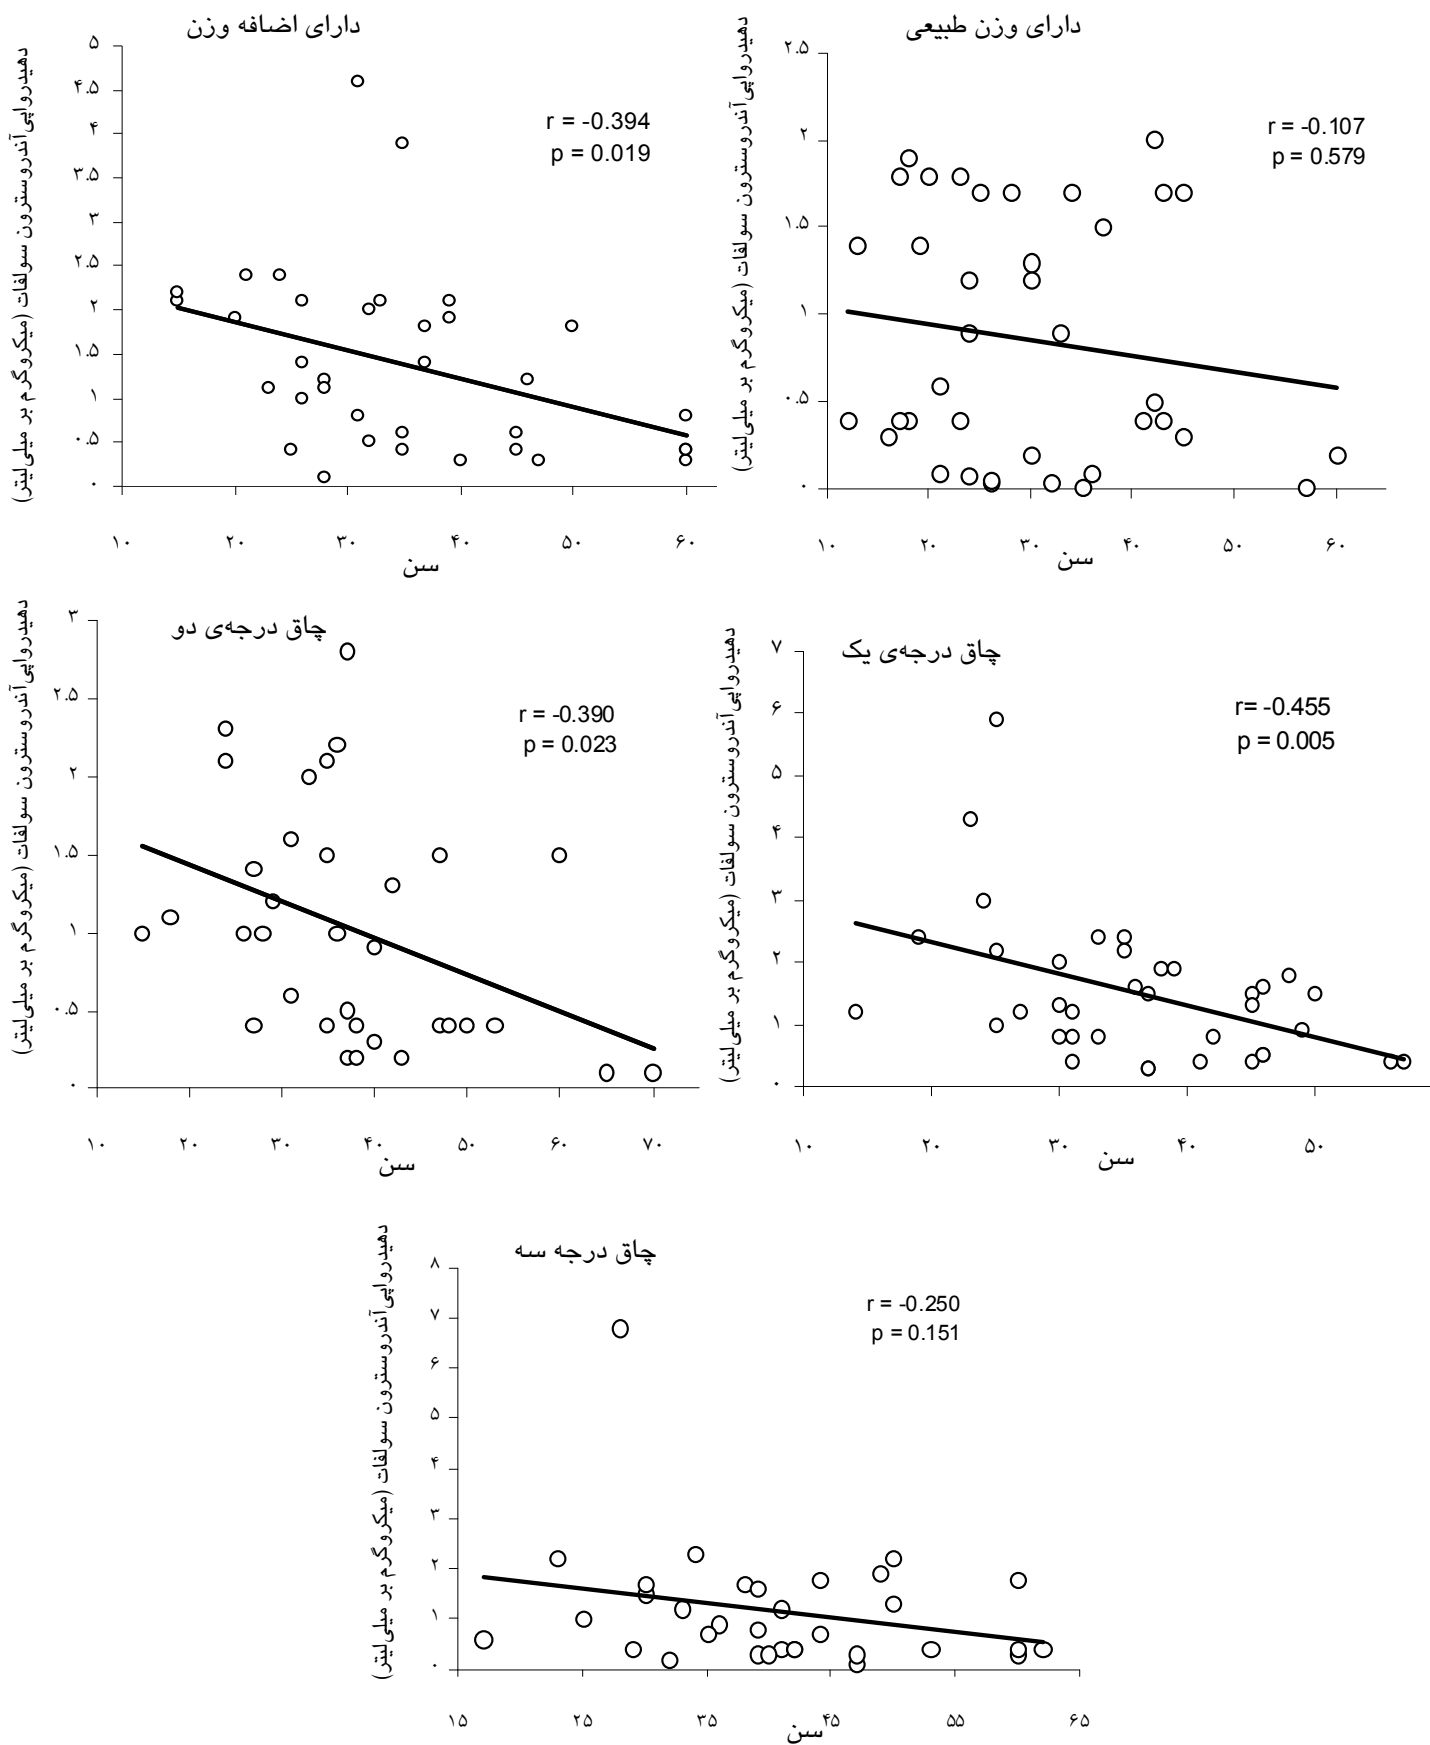 دارای وزن طبیعی
دهیدرواپی‌آندروسترون سولفات (میکروگرم بر میلی‌لیتر)
۲.۵
۲
۱.۵
۱
۰.۵
۰
r = -0.107
p = 0.579
۱۰ ۲۰ ۳۰ ۴۰ ۵۰ ۶۰
سن
دارای اضافه وزن
دهیدرواپی‌آندروسترون سولفات (میکروگرم بر میلی‌لیتر)
۵
۴.۵
۴
۳.۵
۳
۲.۵
۲
۱.۵
۱
۰.۵
۰
r = -0.394
p = 0.019
۱۰ ۲۰ ۳۰ ۴۰ ۵۰ ۶۰
سن
چاق درجه‌ی یک
دهیدرواپی‌آندروسترون سولفات (میکروگرم بر میلی‌لیتر)
۷
۶
۵
۴
۳
۲
۱
۰
r= -0.455
p = 0.005
۱۰ ۲۰ ۳۰ ۴۰ ۵۰
سن
چاق درجه‌ی دو
دهیدرواپی‌آندروسترون سولفات (میکروگرم بر میلی‌لیتر)
۳
۲.۵
۲
۱.۵
۱
۰.۵
۰
r = -0.390
p = 0.023
۱۰ ۲۰ ۳۰ ۴۰ ۵۰ ۶۰ ۷۰
سن
چاق درجه سه
دهیدرواپی‌آندروسترون سولفات (میکروگرم بر میلی‌لیتر)
۸
۷
۶
۵
۴
۳
۲
۱
۰
r = -0.250
p = 0.151
۱۵ ۲۵ ۳۵ ۴۵ ۵۵ ۶۵
سن